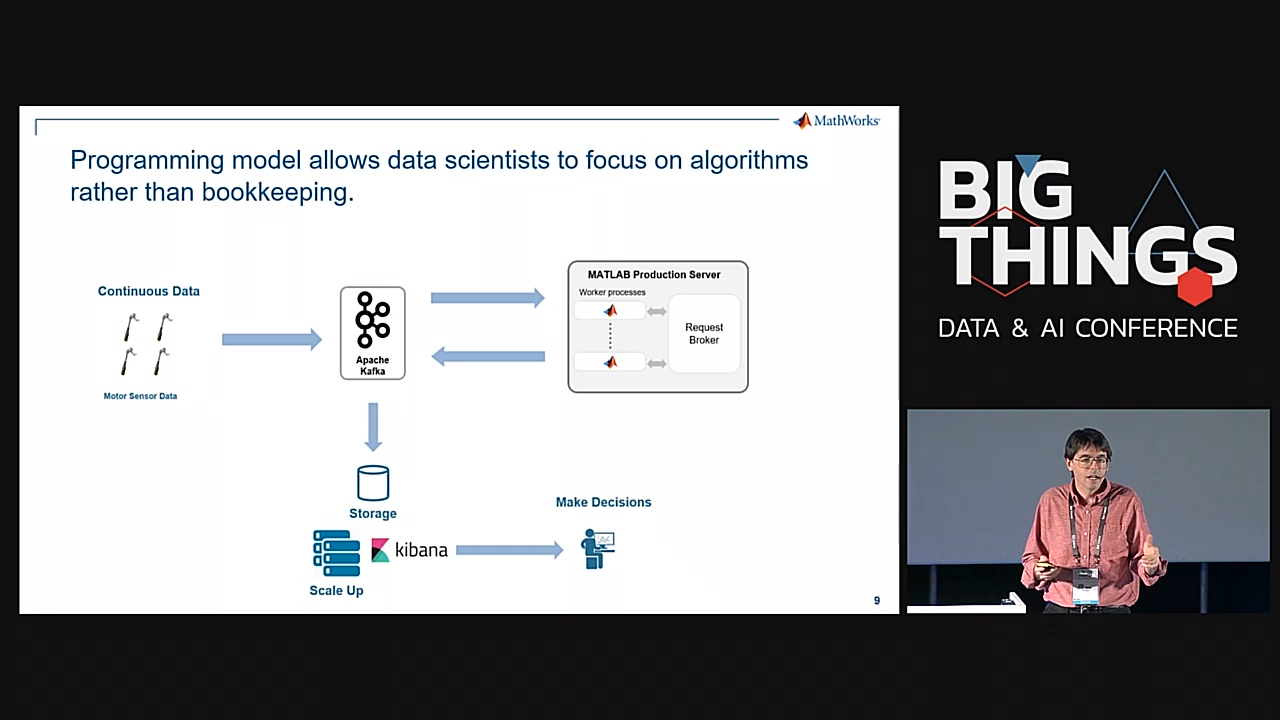 MathWorks®
Programming model allows data scientists to focus on algorithms
rather than bookkeeping.
Continuous Data
Motor Sensor Data
Apache
Kafka
MATLAB Production Server
Worker processes
Request
Broker
Storage
kibana
Scale Up
Make Decisions
9
BIG
THINGS
DATA & AI CONFERENCE